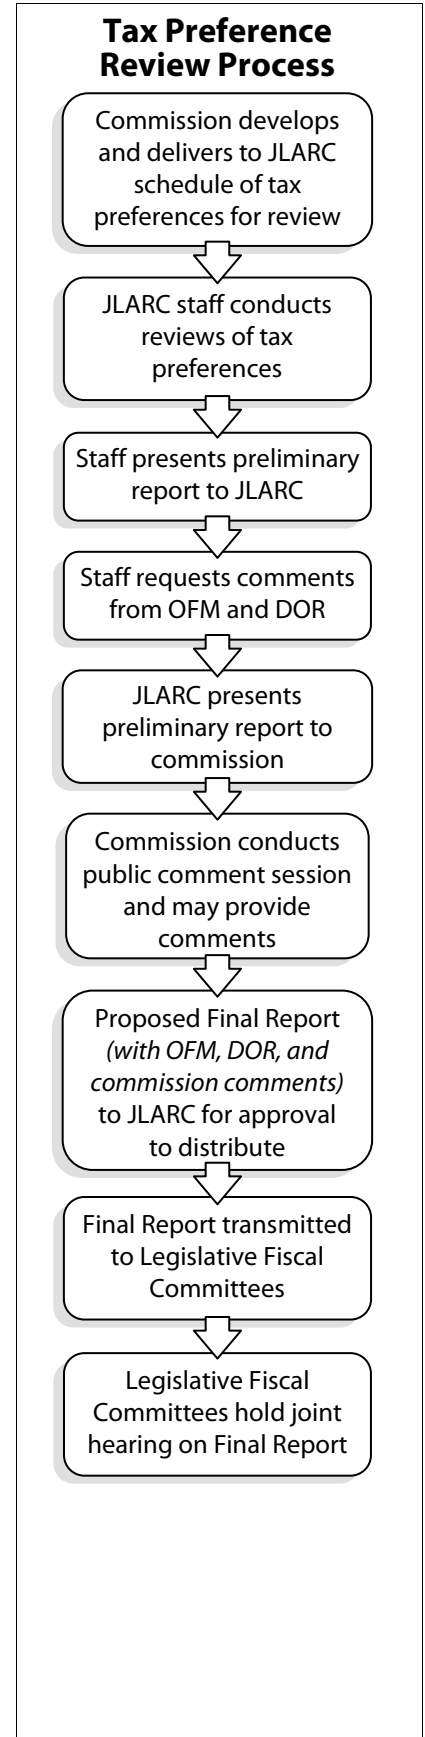 Tax Preference
Review Process
Commission develops
and delivers to JLARC
schedule of tax
preferences for review
JLARC staff conducts
reviews of tax
preferences
Staff presents preliminary
report to JLARC
Staff requests comments
from OFM and DOR
JLARC presents
preliminary report to
commission
Commission conducts
public comment session
and may provide
comments
Proposed Final Report
(with OFM, DOR, and
commission comments)
to JLARC for approval
to distribute
Final Report transmitted
to Legislative Fiscal
Committees
Legislative Fiscal
Committees hold joint
hearing on Final Report